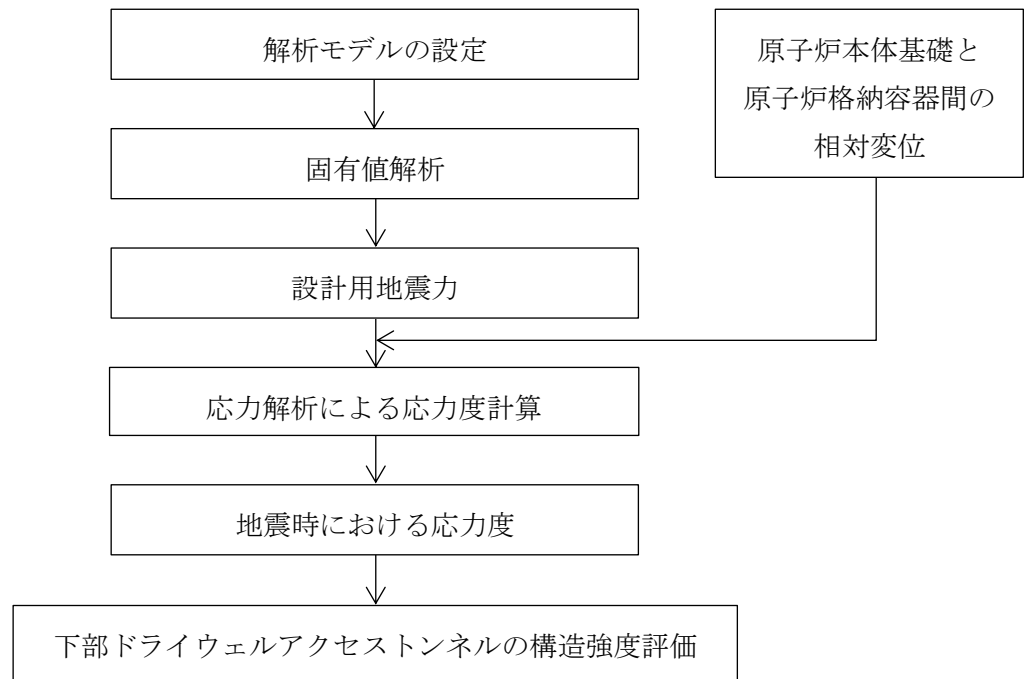 解析モデルの設定
原子炉本体基礎と
原子炉格納容器間の
相対変位
固有値解析
設計用地震力
応力解析による応力度計算
地震時における応力度
下部ドライウェルアクセストンネルの構造強度評価